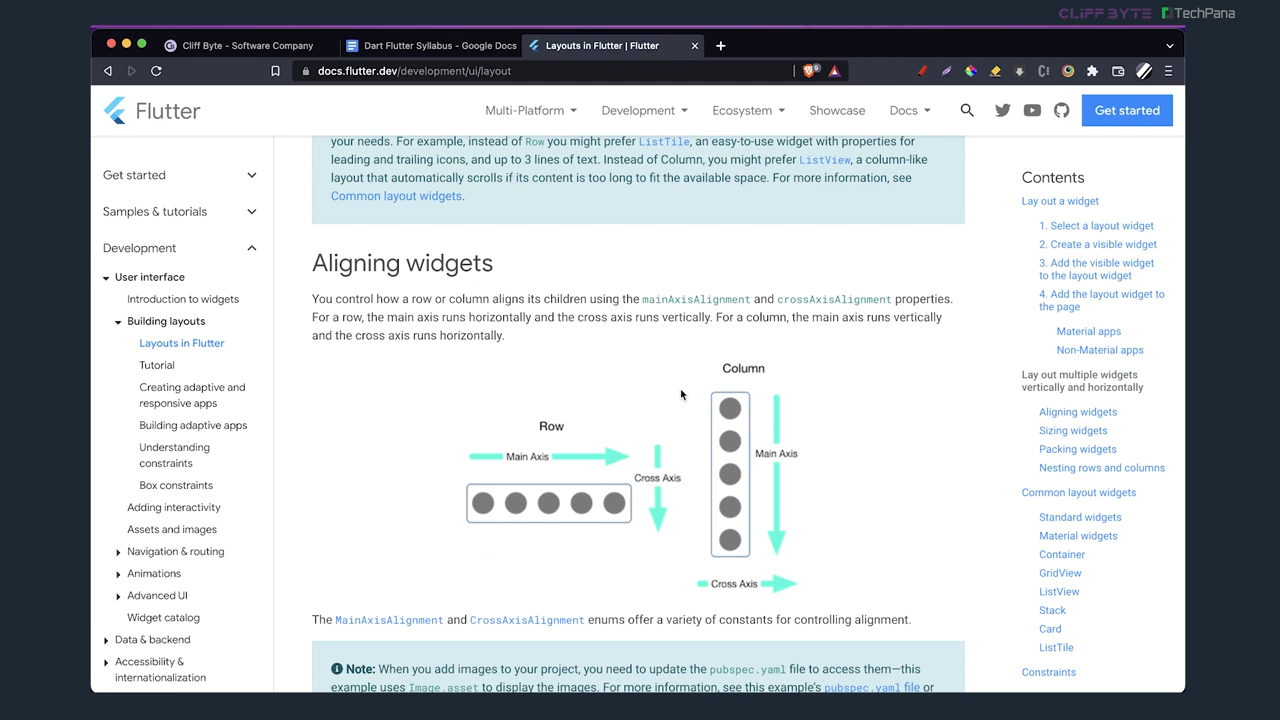 CLIFF BYTE TechPana
Cliff Byte - Software Company
Dart Flutter Syllabus - Google Docs
Layouts in Flutter | Flutter
docs.flutter.dev/development/ui/layout
9
Flutter
Multi-Platform
Development
Ecosystem
Showcase
Docs
Get started
Get started
Samples & tutorials
Development
User interface
Introduction to widgets
Building layouts
Layouts in Flutter
Tutorial
Creating adaptive and
responsive apps
Building adaptive apps
Understanding
constraints
Box constraints
Adding interactivity
Assets and images
Navigation & routing
Animations
Advanced UI
Widget catalog
Data & backend
Accessibility &
internationalization
your needs. For example, instead of Row you might prefer ListTile, an easy-to-use widget with properties for
leading and trailing icons, and up to 3 lines of text. Instead of Column, you might prefer ListView, a column-like
layout that automatically scrolls if its content is too long to fit the available space. For more information, see
Common layout widgets.
Aligning widgets
You control how a row or column aligns its children using the mainAxisAlignment and crossAxisAlignment properties.
For a row, the main axis runs horizontally and the cross axis runs vertically. For a column, the main axis runs vertically
and the cross axis runs horizontally.
Row
Main Axis
Cross Axis
Column
Main Axis
Cross Axis
The MainAxisAlignment and CrossAxisAlignment enums offer a variety of constants for controlling alignment.
Note: When you add images to your project, you need to update the pubspec.yaml file to access them—this
example uses Image.asset to display the images. For more information, see this example's pubspec.yaml file or
Contents
Lay out a widget
1. Select a layout widget
2. Create a visible widget
3. Add the visible widget
to the layout widget
4. Add the layout widget to
the page
Material apps
Non-Material apps
Lay out multiple widgets
vertically and horizontally
Aligning widgets
Sizing widgets
Packing widgets
Nesting rows and columns
Common layout widgets
Standard widgets
Material widgets
Container
GridView
ListView
Stack
Card
ListTile
Constraints